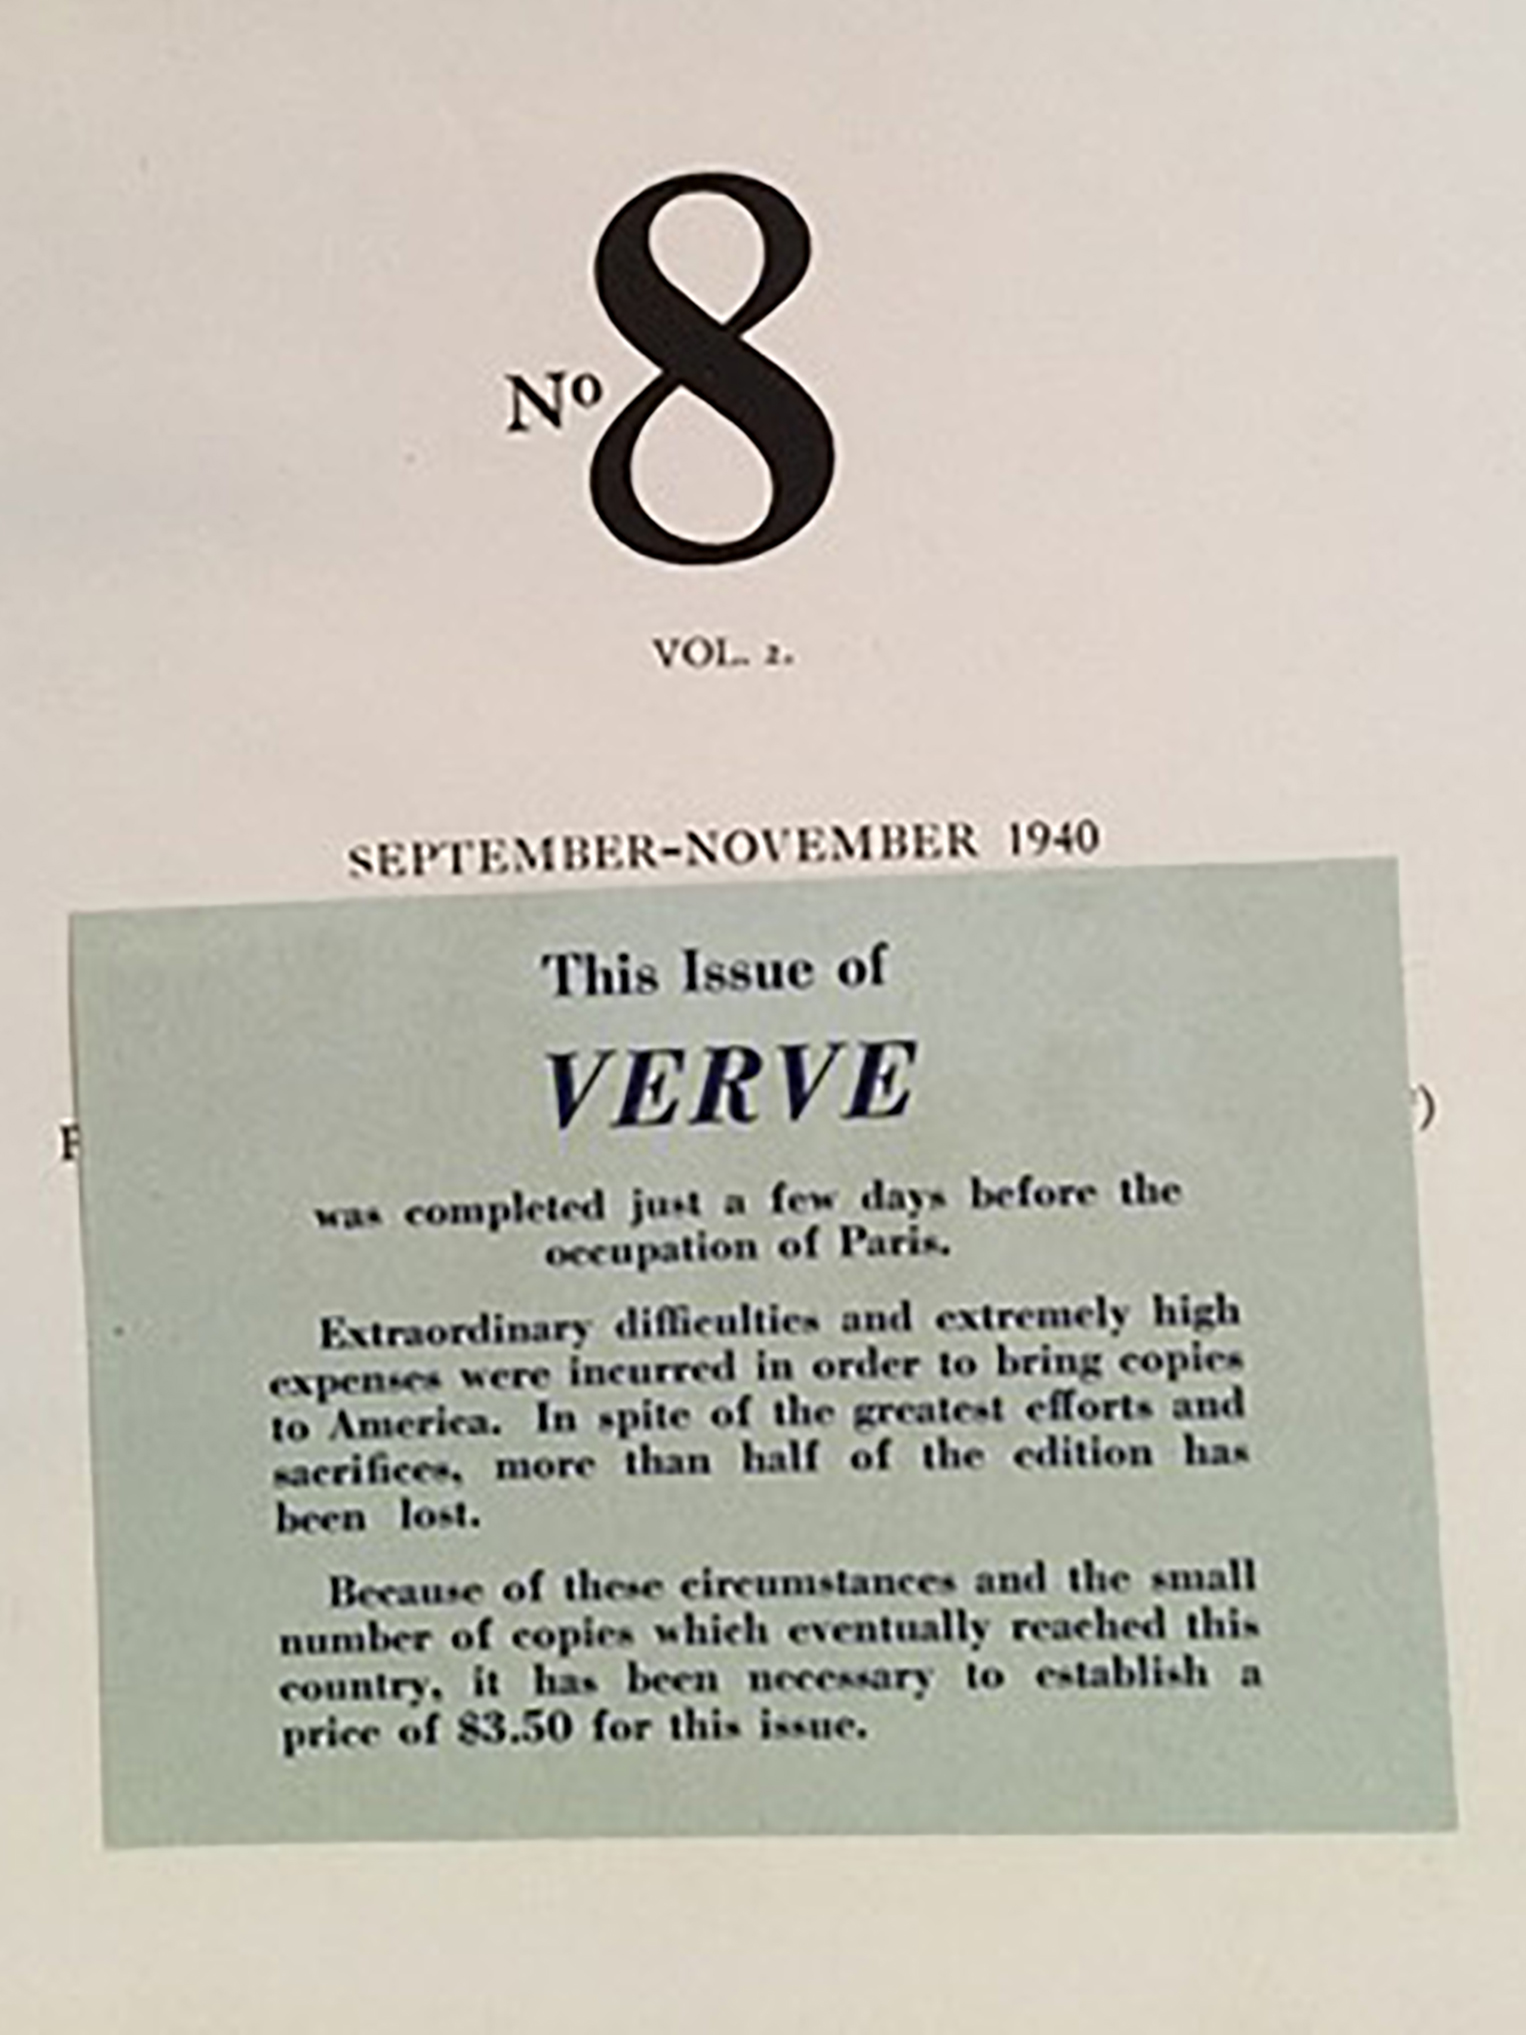 Nº 8
VOL. 2.
SEPTEMBER-NOVEMBER 1940
This Issue of
VERVE
was completed just a few days before the
occupation of Paris.
Extraordinary difficulties and extremely high
expenses were incurred in order to bring copies
to America. In spite of the greatest efforts and
sacrifices, more than half of the edition has
been lost.
Because of these circumstances and the small
number of copies which eventually reached this
country, it has been necessary to establish a
price of $3.50 for this issue.